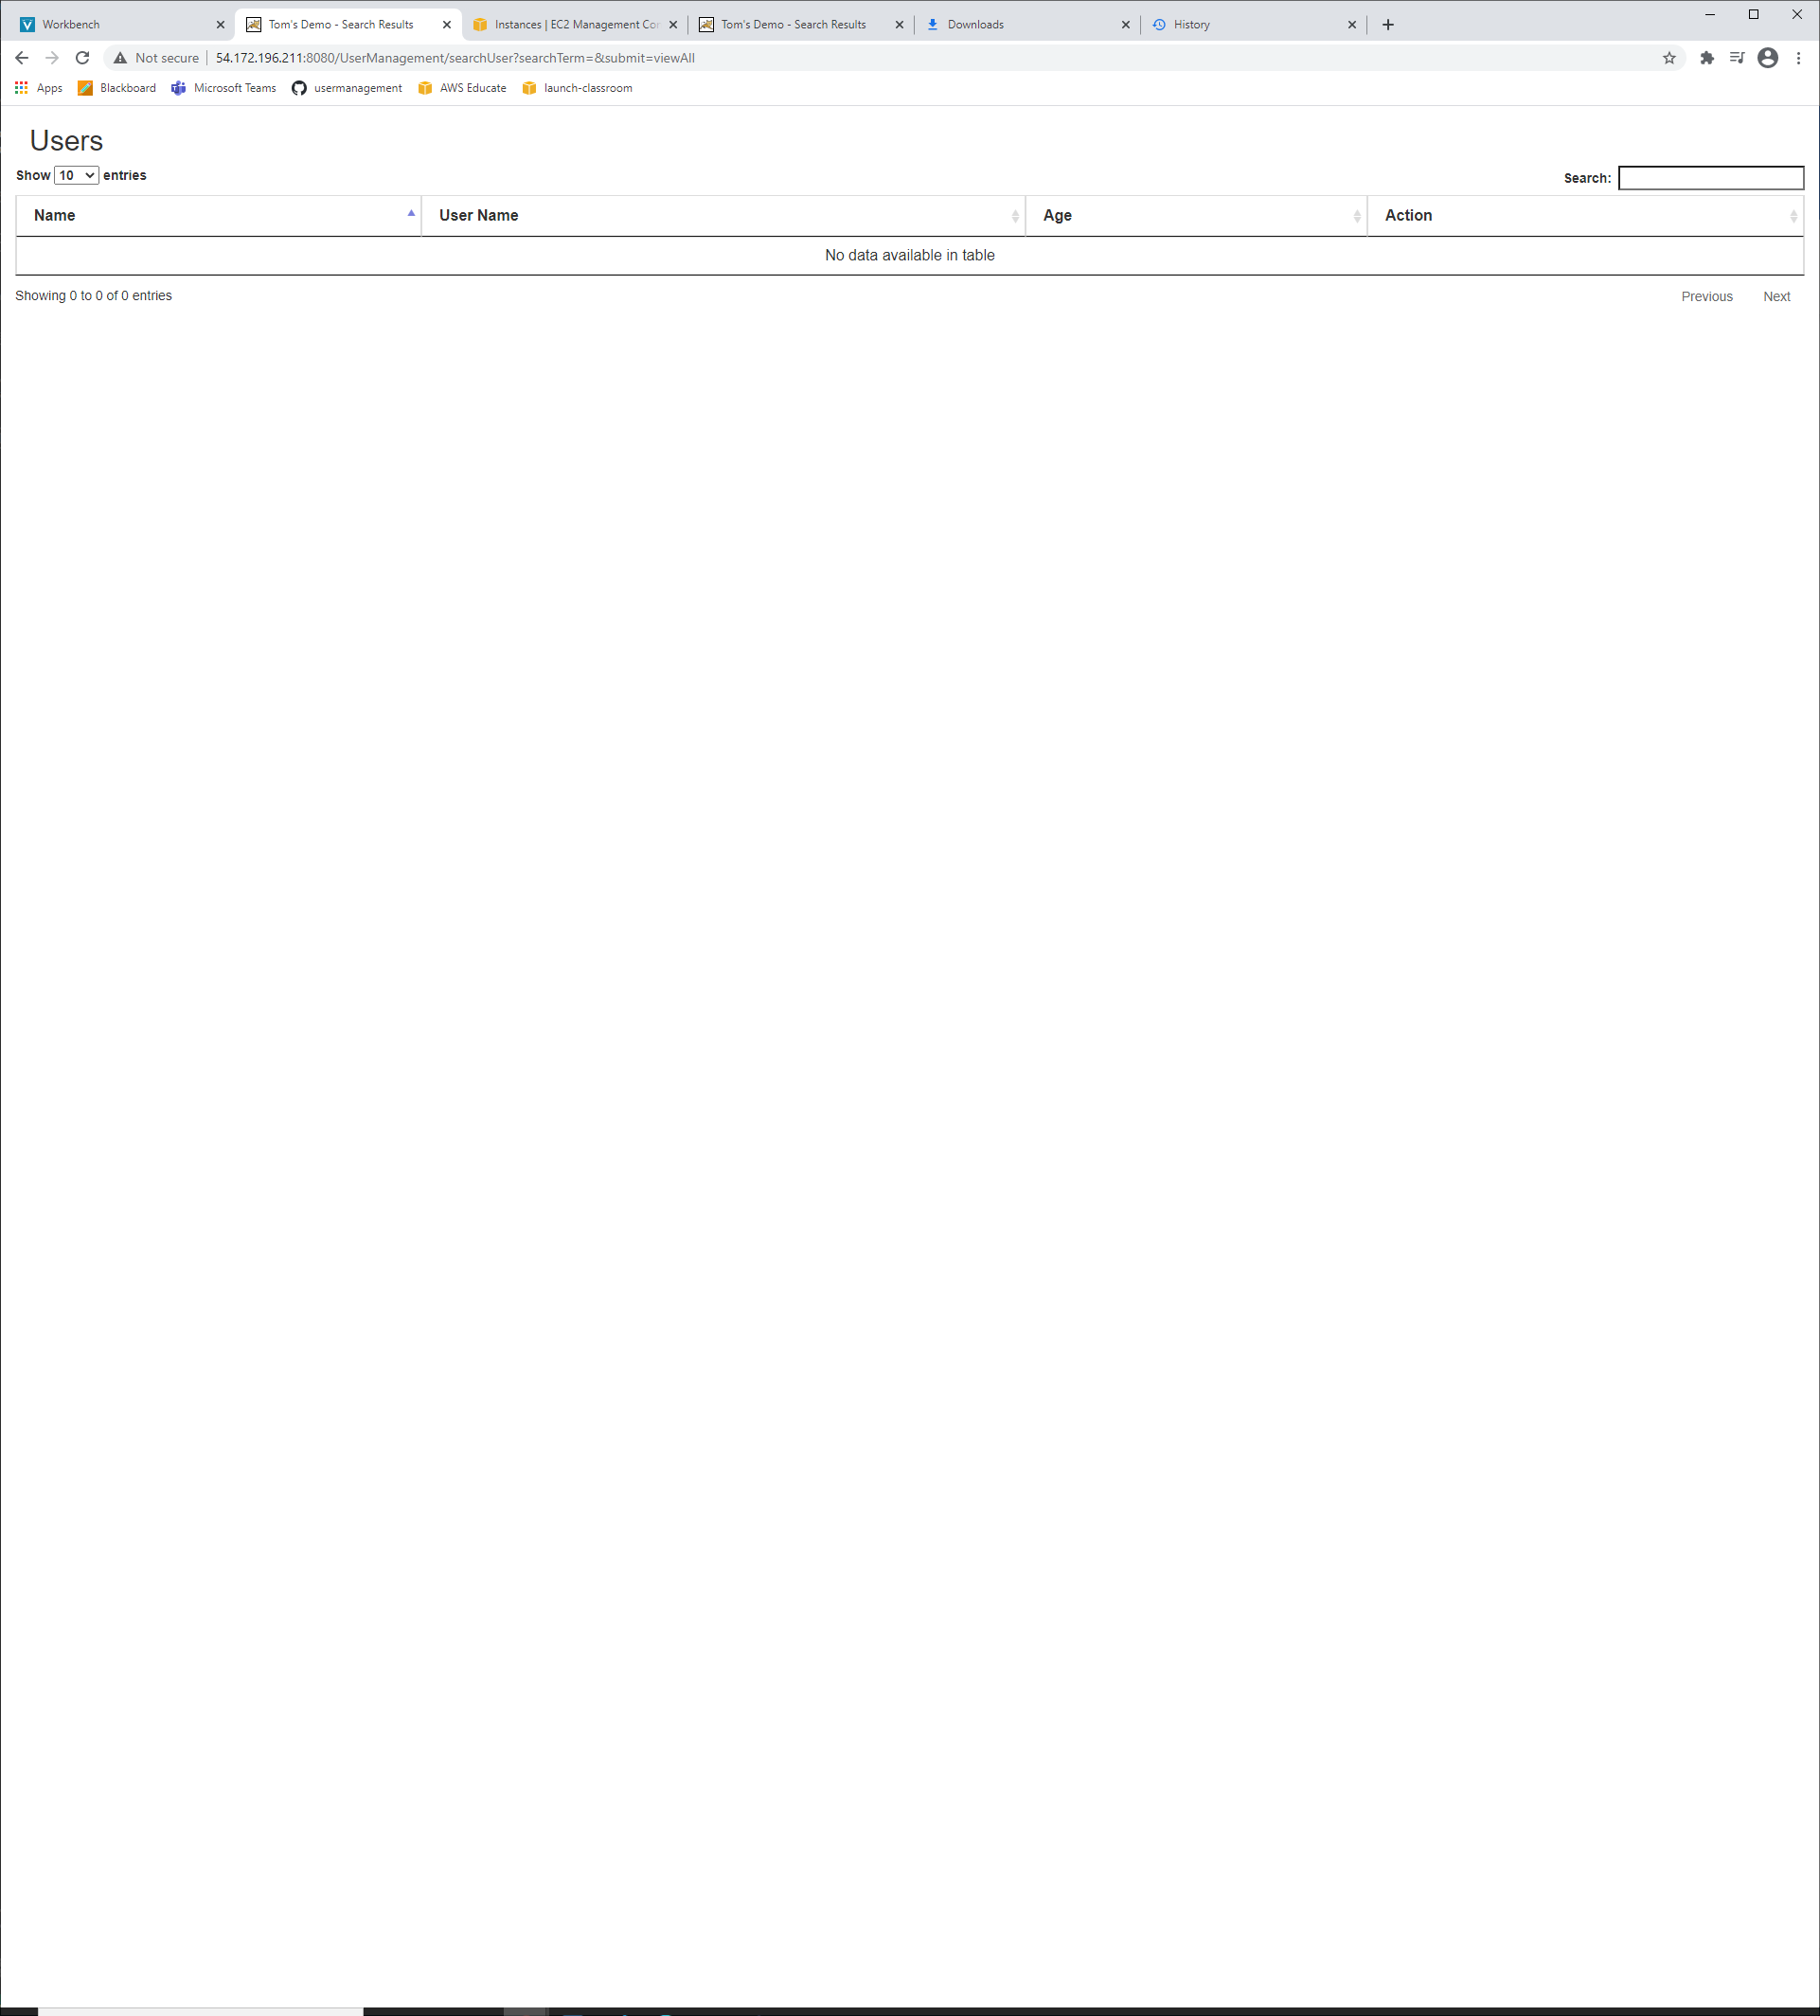 Workbench
Tom's Demo - Search Results
Instances | EC2 Management Cor
Tom's Demo - Search Results
Downloads
History
Not secure | 54.172.196.211:8080/UserManagement/searchUser?searchTerm=&submit=viewAll
Apps Blackboard Microsoft Teams usermanagement AWS Educate launch-classroom
Users
Show 10 entries Search:
Name User Name Age Action
No data available in table
Showing 0 to 0 of 0 entries Previous Next